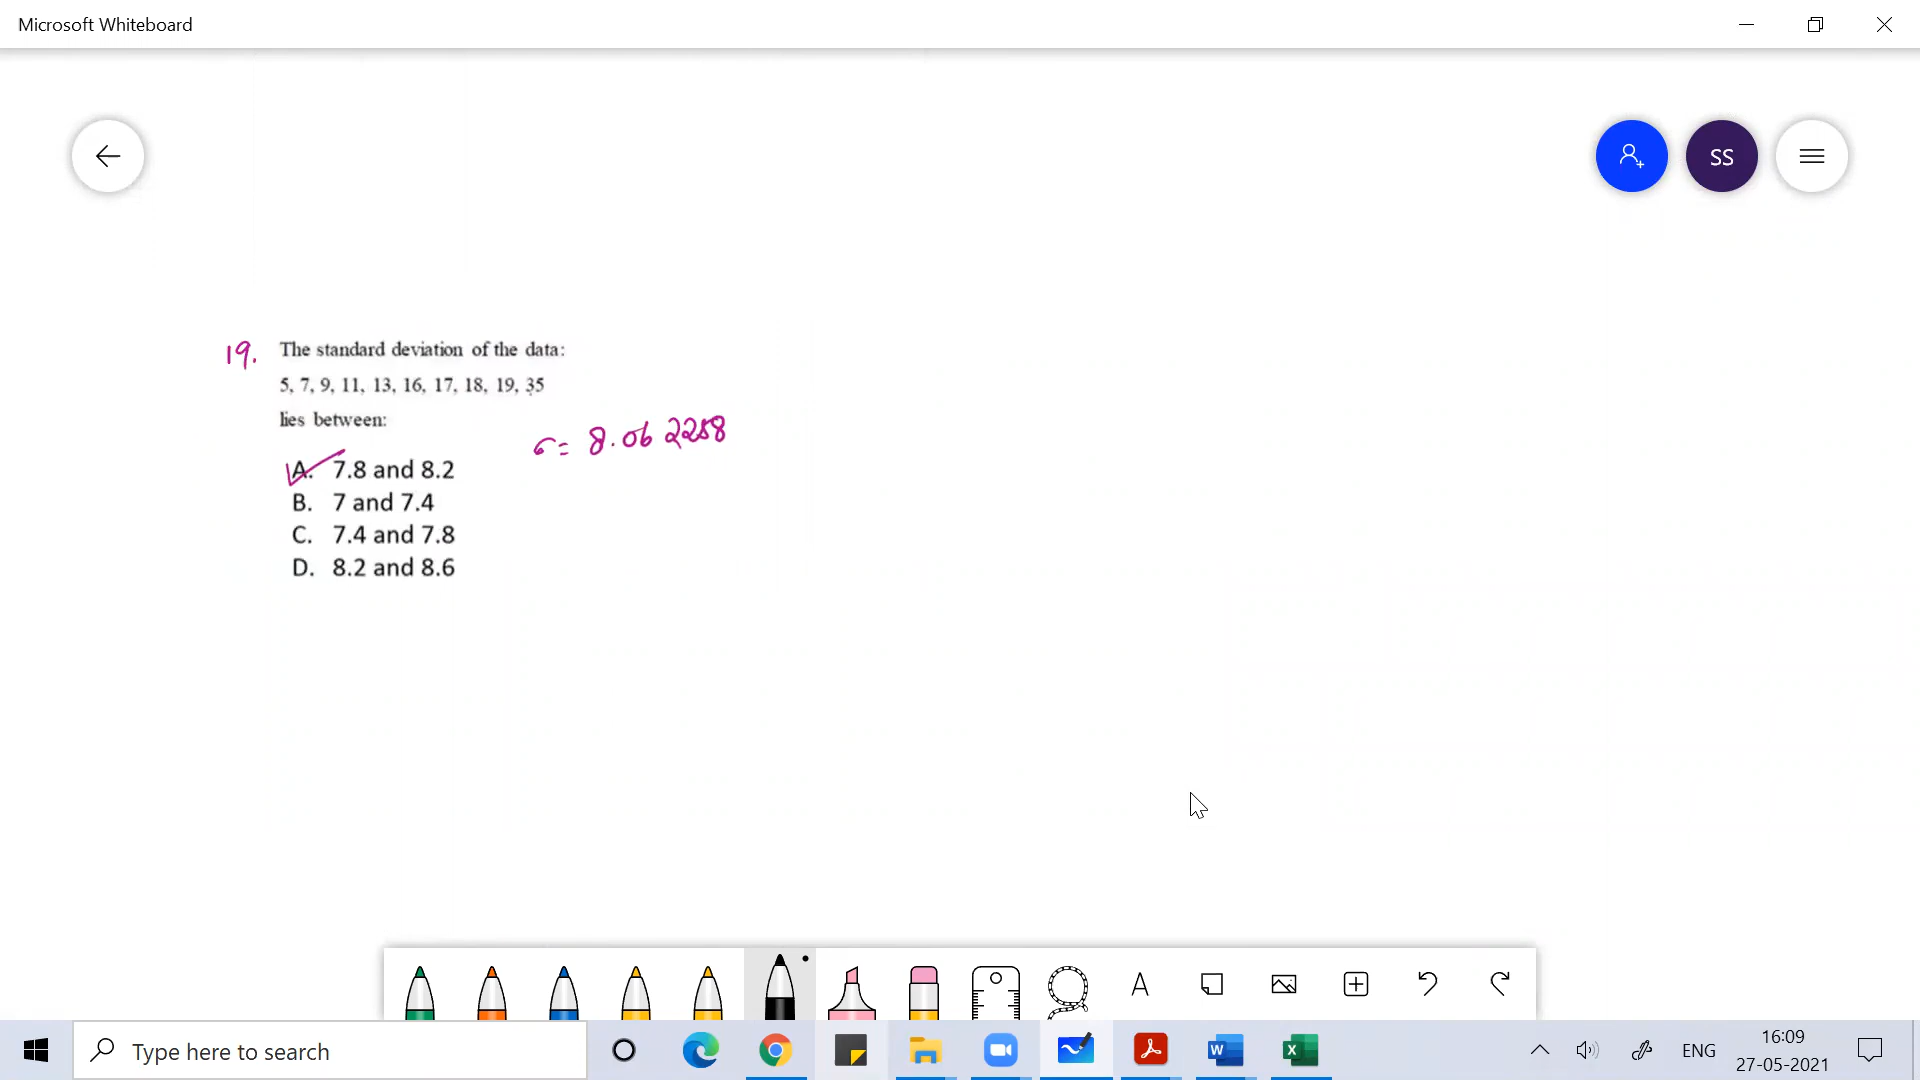 Microsoft Whiteboard
SS
19. The standard deviation of the data:
5, 7, 9, 11, 13, 16, 17, 18, 19, 35
lies between:
σ= 8.06 2258
A. 7.8 and 8.2
B. 7 and 7.4
C. 7.4 and 7.8
D. 8.2 and 8.6
A
Type here to search
ENG
16:09
27-05-2021